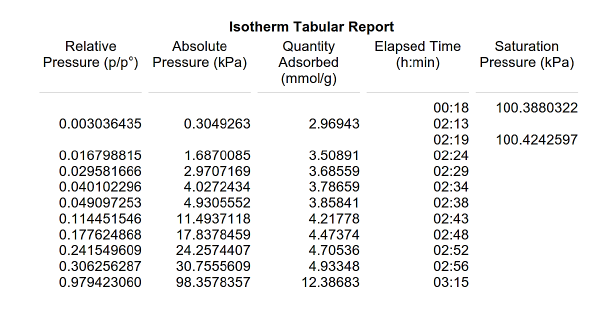 Isotherm Tabular Report
Relative Absolute Quantity Elapsed Time Saturation
Pressure (p/p°) Pressure (kPa) Adsorbed (h:min) Pressure (kPa)
(mmol/g)
00:18 100.3880322
0.003036435 0.3049263 2.96943 02:13
02:19 100.4242597
0.016798815 1.6870085 3.50891 02:24
0.029581666 2.9707169 3.68559 02:29
0.040102296 4.0272434 3.78659 02:34
0.049097253 4.9305552 3.85841 02:38
0.114451546 11.4937118 4.21778 02:43
0.177624868 17.8378459 4.47374 02:48
0.241549609 24.2574407 4.70536 02:52
0.306256287 30.7555609 4.93348 02:56
0.979423060 98.3578357 12.38683 03:15